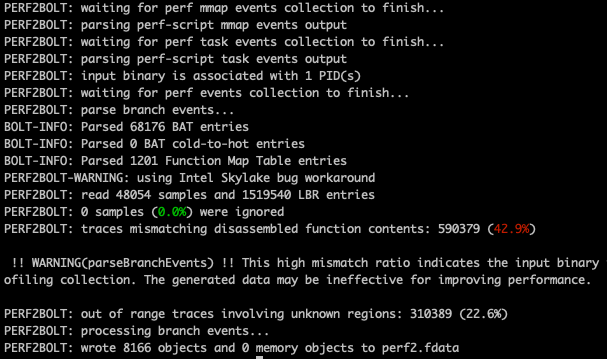 PERF2BOLT: waiting for perf mmap events collection to finish...
PERF2BOLT: parsing perf-script mmap events output
PERF2BOLT: waiting for perf task events collection to finish...
PERF2BOLT: parsing perf-script task events output
PERF2BOLT: input binary is associated with 1 PID(s)
PERF2BOLT: waiting for perf events collection to finish...
PERF2BOLT: parse branch events...
BOLT-INFO: Parsed 68176 BAT entries
BOLT-INFO: Parsed 0 BAT cold-to-hot entries
BOLT-INFO: Parsed 1201 Function Map Table entries
PERF2BOLT-WARNING: using Intel Skylake bug workaround
PERF2BOLT: read 48054 samples and 1519540 LBR entries
PERF2BOLT: 0 samples (0.0%) were ignored
PERF2BOLT: traces mismatching disassembled function contents: 590379 (42.9%)
!! WARNING(parseBranchEvents) !! This high mismatch ratio indicates the input binary
ofiling collection. The generated data may be ineffective for improving performance.
PERF2BOLT: out of range traces involving unknown regions: 310389 (22.6%)
PERF2BOLT: processing branch events...
PERF2BOLT: wrote 8166 objects and 0 memory objects to perf2.fdata